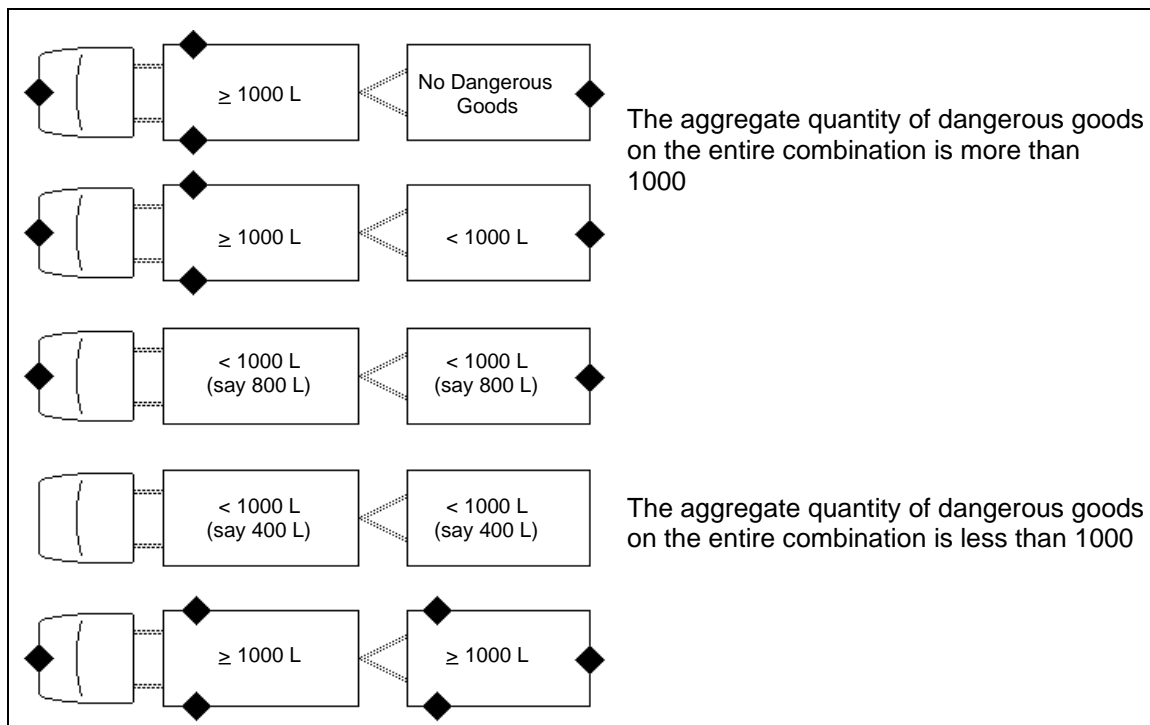 ≥ 1000 L
No Dangerous
Goods
The aggregate quantity of dangerous goods
on the entire combination is more than
1000
≥ 1000 L
< 1000 L
< 1000 L
(say 800 L)
< 1000 L
(say 800 L)
< 1000 L
(say 400 L)
< 1000 L
(say 400 L)
The aggregate quantity of dangerous goods
on the entire combination is less than 1000
≥ 1000 L
≥ 1000 L